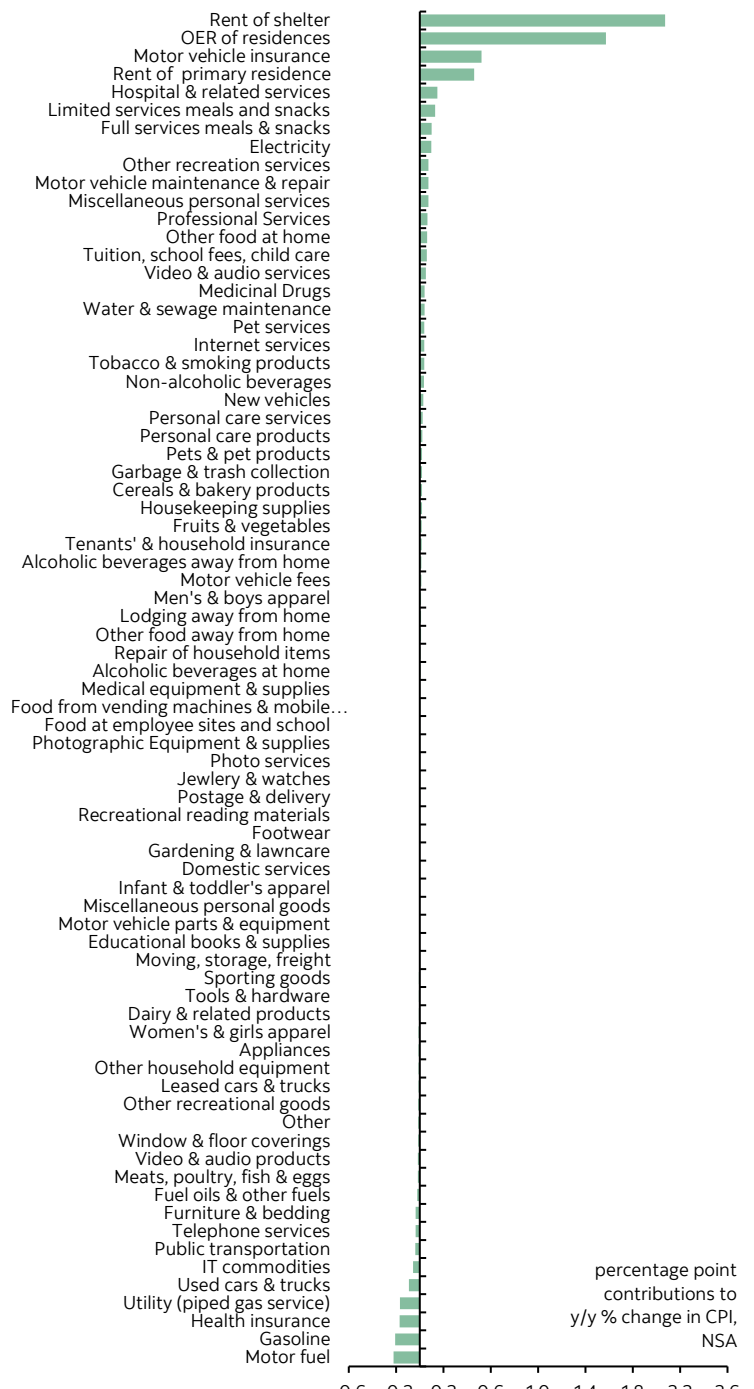 Rent of shelter
OER of residences
Motor vehicle insurance
Rent of  primary residence
Hospital & related services
Limited services meals and snacks
Full services meals & snacks
Electricity
Other recreation services
Motor vehicle maintenance & repair
Miscellaneous personal services
Professional Services
Other food at home
Tuition, school fees, child care
Video & audio services
Medicinal Drugs
Water & sewage maintenance
Pet services
Internet services
Tobacco & smoking products
Non-alcoholic beverages
New vehicles
Personal care services
Personal care products
Pets & pet products
Garbage & trash collection
Cereals & bakery products
Housekeeping supplies
Fruits & vegetables
Tenants' & household insurance
Alcoholic beverages away from home
Motor vehicle fees
Men's & boys apparel
Lodging away from home
Other food away from home
Repair of household items
Alcoholic beverages at home
Medical equipment & supplies
Food from vending machines & mobile…
Food at employee sites and school
Photographic Equipment & supplies
Photo services
Jewlery & watches
Postage & delivery
Recreational reading materials
Footwear
Gardening & lawncare
Domestic services
Infant & toddler's apparel
Miscellaneous personal goods
Motor vehicle parts & equipment
Educational books & supplies
Moving, storage, freight
Sporting goods
Tools & hardware
Dairy & related products
Women's & girls apparel
Appliances
Other household equipment
Leased cars & trucks
Other recreational goods
Other
Window & floor coverings
Video & audio products
Meats, poultry, fish & eggs
Fuel oils & other fuels
Furniture & bedding
Telephone services
Public transportation
IT commodities
Used cars & trucks
Utility (piped gas service)
Health insurance
Gasoline
Motor fuel
percentage point
contributions to
y/y % change in CPI,
NSA